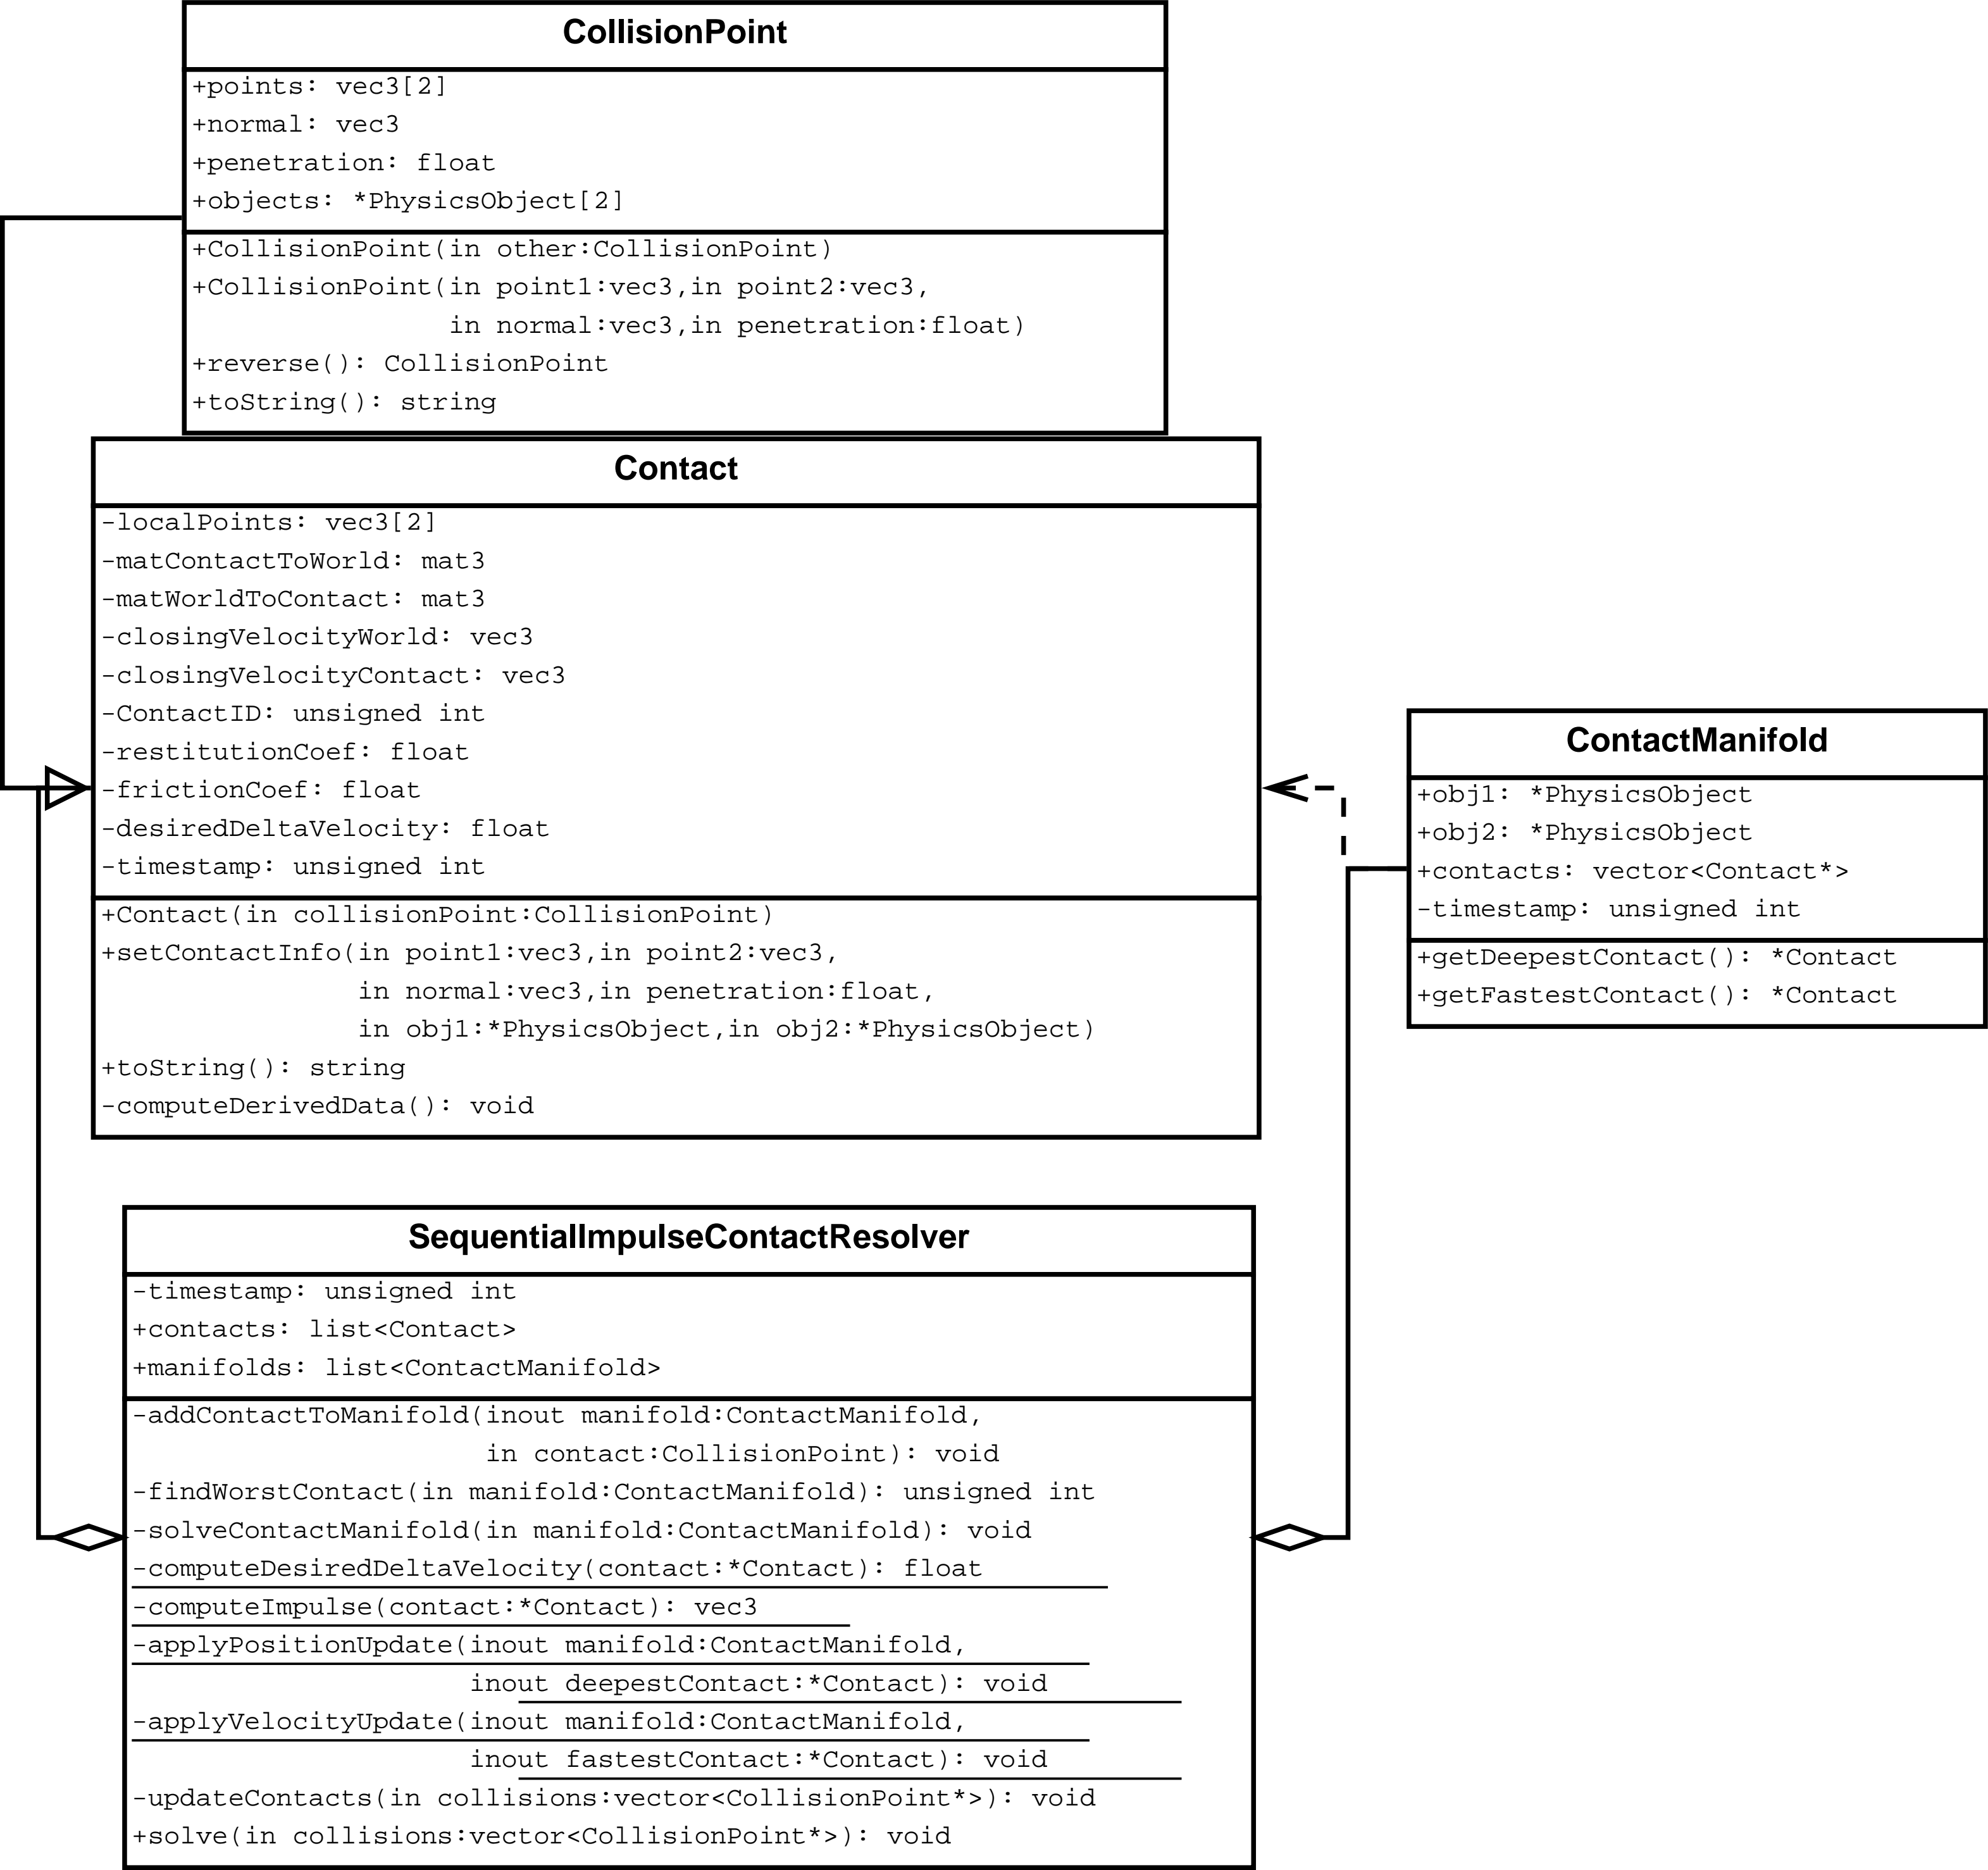 CollisionPoint
+points: vec3[2]
+normal: vec3
+penetration: float
+objects: *PhysicsObject[2]
+CollisionPoint(in other:CollisionPoint)
+CollisionPoint(in point1:vec3,in point2:vec3,
in normal:vec3,in penetration:float)
+reverse(): CollisionPoint
+toString(): string
Contact
-localPoints: vec3[2]
-matContactToWorld: mat3
-matWorldToContact: mat3
-closingVelocityWorld: vec3
-closingVelocityContact: vec3
-ContactID: unsigned int
-restitutionCoef: float
-frictionCoef: float
-desiredDeltaVelocity: float
-timestamp: unsigned int
+Contact(in collisionPoint:CollisionPoint)
+setContactInfo(in point1:vec3,in point2:vec3,
in normal:vec3,in penetration:float,
in obj1:*PhysicsObject,in obj2:*PhysicsObject)
+toString(): string
-computeDerivedData(): void
ContactManifold
+obj1: *PhysicsObject
+obj2: *PhysicsObject
+contacts: vector<Contact*>
-timestamp: unsigned int
+getDeepestContact(): *Contact
+getFastestContact(): *Contact
SequentialImpulseContactResolver
-timestamp: unsigned int
+contacts: list<Contact>
+manifolds: list<ContactManifold>
-addContactToManifold(inout manifold:ContactManifold,
in contact:CollisionPoint): void
-findWorstContact(in manifold:ContactManifold): unsigned int
-solveContactManifold(in manifold:ContactManifold): void
-computeDesiredDeltaVelocity(contact:*Contact): float
-computeImpulse(contact:*Contact): vec3
-applyPositionUpdate(inout manifold:ContactManifold,
inout deepestContact:*Contact): void
-applyVelocityUpdate(inout manifold:ContactManifold,
inout fastestContact:*Contact): void
-updateContacts(in collisions:vector<CollisionPoint*>): void
+solve(in collisions:vector<CollisionPoint*>): void